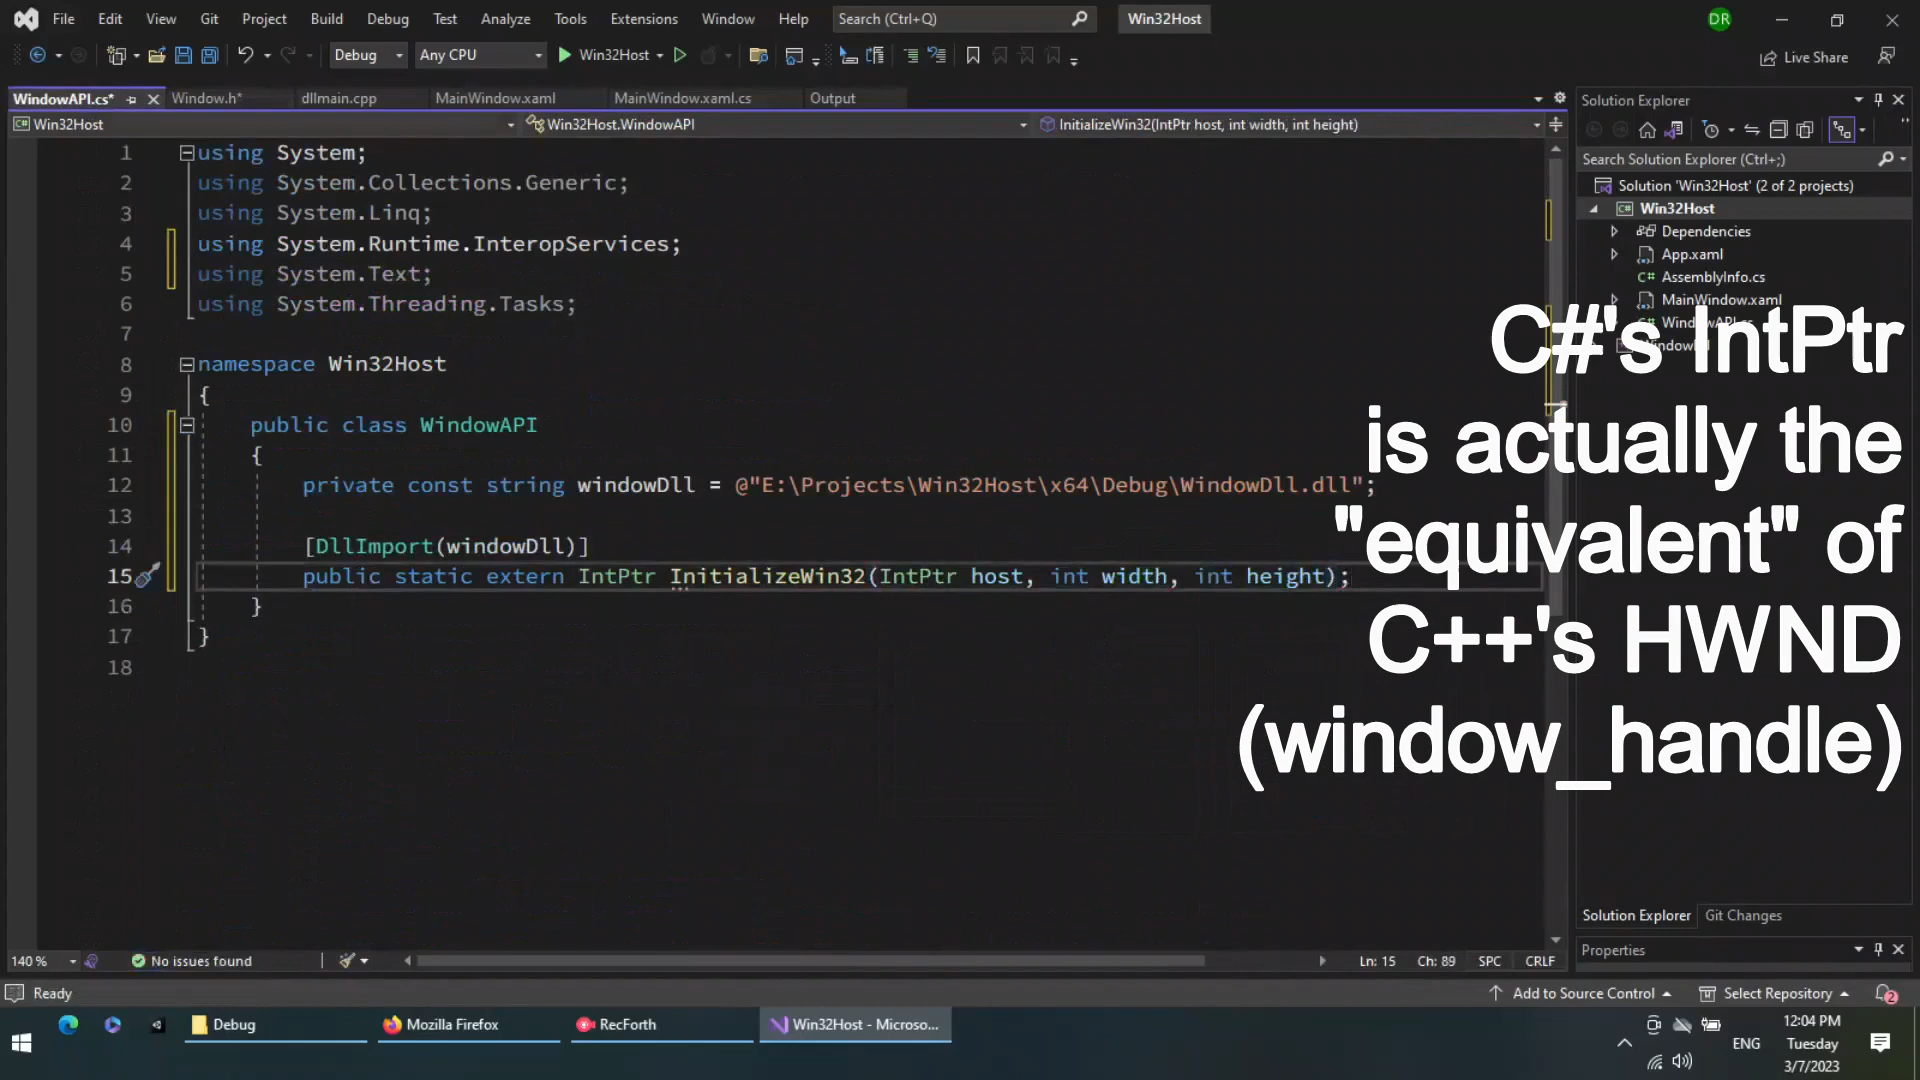 File Edit View Git Project Build Debug Test Analyze Tools Extensions Window Help Search (Ctrl+Q) Win32Host DR
Debug Any CPU Win32Host Live Share
WindowAPI.cs* Window.h* dllmain.cpp MainWindow.xaml MainWindow.xaml.cs Output
Win32Host Win32Host.WindowAPI InitializeWin32(IntPtr host, int width, int height)
1 using System;
2 using System.Collections.Generic;
3 using System.Linq;
4 using System.Runtime.InteropServices;
5 using System.Text;
6 using System.Threading.Tasks;
7
8 namespace Win32Host
9 {
10 public class WindowAPI
11 {
12 private const string windowDll = @"E:\Projects\Win32Host\x64\Debug\WindowDll.dll";
13
14 [DllImport(windowDll)]
15 public static extern IntPtr InitializeWin32(IntPtr host, int width, int height);
16 }
17 }
18
Solution Explorer
Search Solution Explorer (Ctrl+;)
Solution 'Win32Host' (2 of 2 projects)
Win32Host
Dependencies
App.xaml
AssemblyInfo.cs
MainWindow.xaml
C#'s IntPtr
is actually the
"equivalent" of
C++'s HWND
(window_handle)
Solution Explorer Git Changes
Properties
140 % No issues found Ln: 15 Ch: 89 SPC CRLF
Ready Add to Source Control Select Repository 2
Debug Mozilla Firefox RecForth Win32Host - Microso...
ENG
12:04 PM
Tuesday
3/7/2023